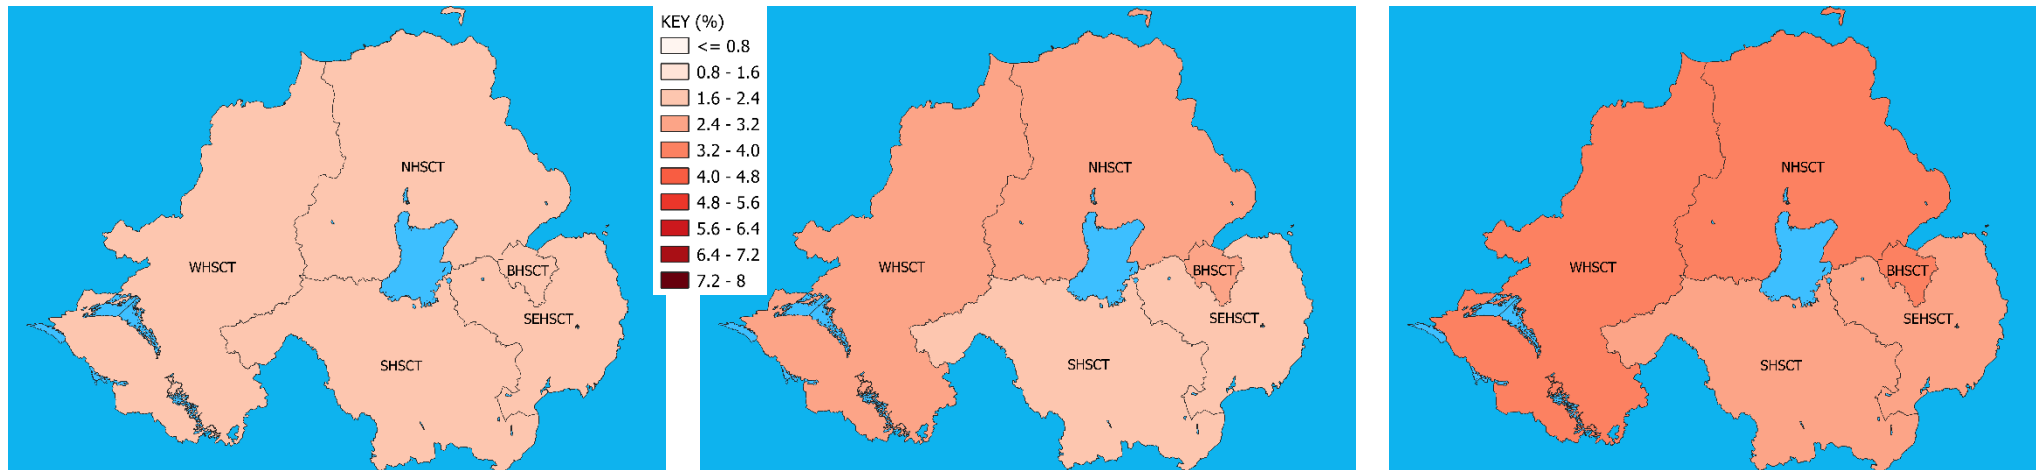 NHSCT
WHSCT
BHSCT
SEHSCT
SHSCT
KEY (%)
<= 0.8
0.8 - 1.6
1.6 - 2.4
2.4 - 3.2
3.2 - 4.0
4.0 - 4.8
4.8 - 5.6
5.6 - 6.4
6.4 - 7.2
7.2 - 8
NHSCT
WHSCT
BHSCT
SEHSCT
SHSCT
NHSCT
WHSCT
BHSCT
SEHSCT
SHSCT